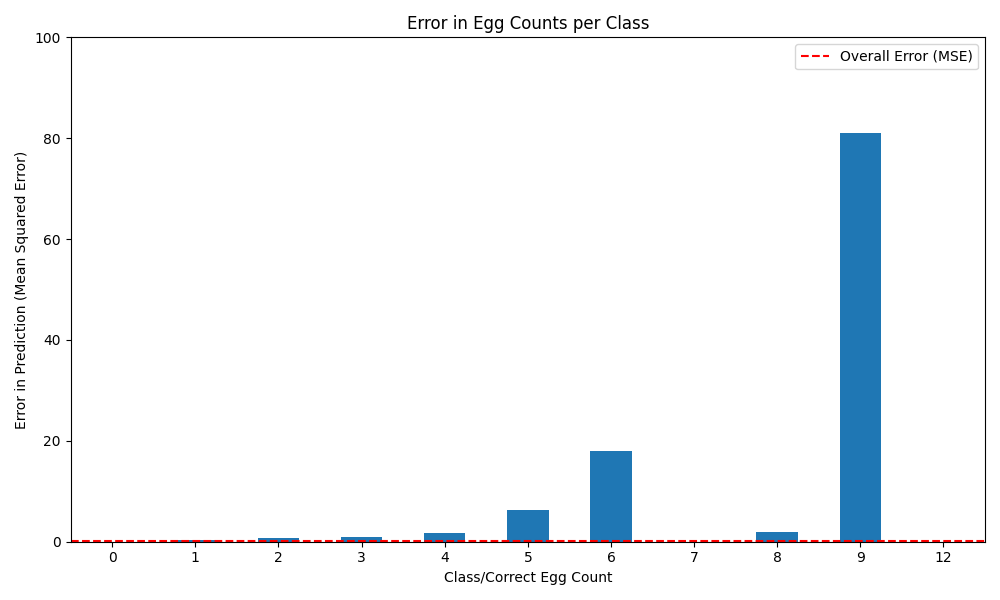 Error in Egg Counts per Class
Overall Error (MSE)
Error in Prediction (Mean Squared Error)
100
80
60
40
20
0
0 1 2 3 4 5 6 7 8 9 12
Class/Correct Egg Count